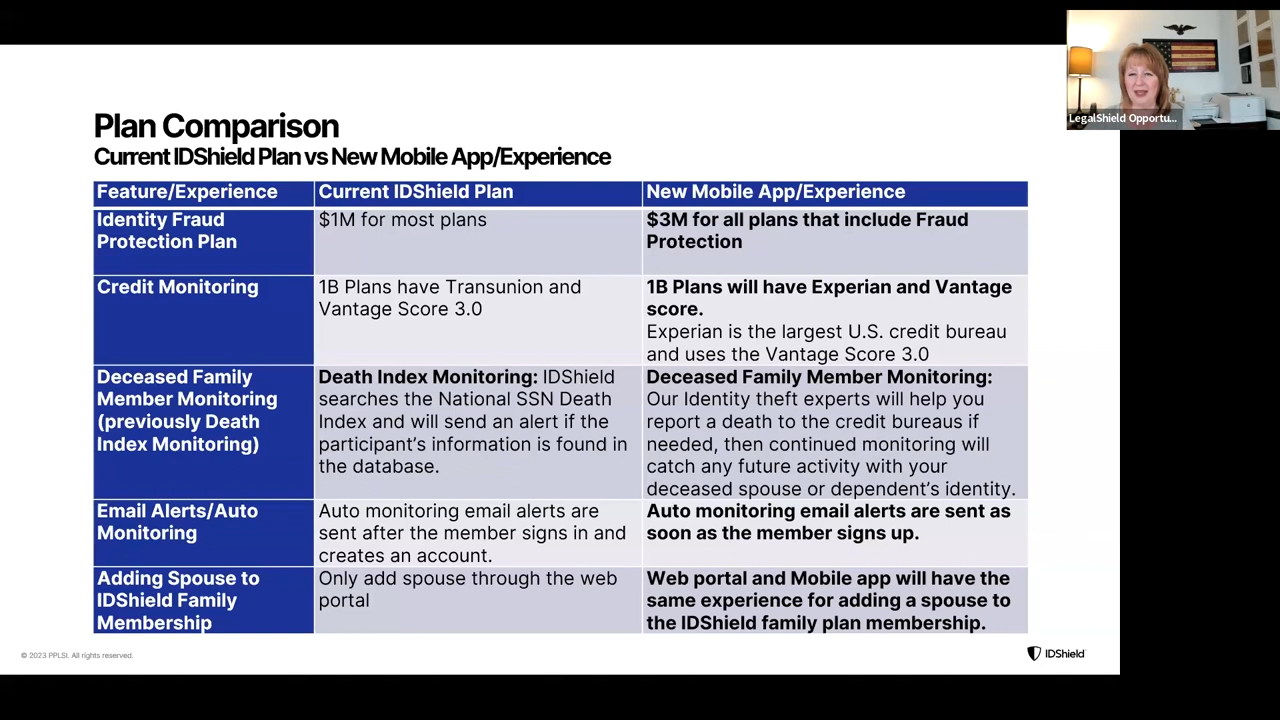 Plan Comparison
Current IDShield Plan vs New Mobile App/Experience
Feature/Experience
Current IDShield Plan
New Mobile App/Experience
Identity Fraud
Protection Plan
$1M for most plans
$3M for all plans that include Fraud
Protection
Credit Monitoring
1B Plans have Transunion and
Vantage Score 3.0
1B Plans will have Experian and Vantage
score.
Experian is the largest U.S. credit bureau
and uses the Vantage Score 3.0
Deceased Family
Member Monitoring
(previously Death
Index Monitoring)
Death Index Monitoring: IDShield
searches the National SSN Death
Index and will send an alert if the
participant's information is found in
the database.
Deceased Family Member Monitoring:
Our Identity theft experts will help you
report a death to the credit bureaus if
needed, then continued monitoring will
catch any future activity with your
deceased spouse or dependent's identity.
Email Alerts/Auto
Monitoring
Auto monitoring email alerts are
sent after the member signs in and
creates an account.
Auto monitoring email alerts are sent as
soon as the member signs up.
Adding Spouse to
IDShield Family
Membership
Only add spouse through the web
portal
Web portal and Mobile app will have the
same experience for adding a spouse to
the IDShield family plan membership.
© 2023 PPLSI. All rights reserved.
IDShield
LegalShield Opportu...